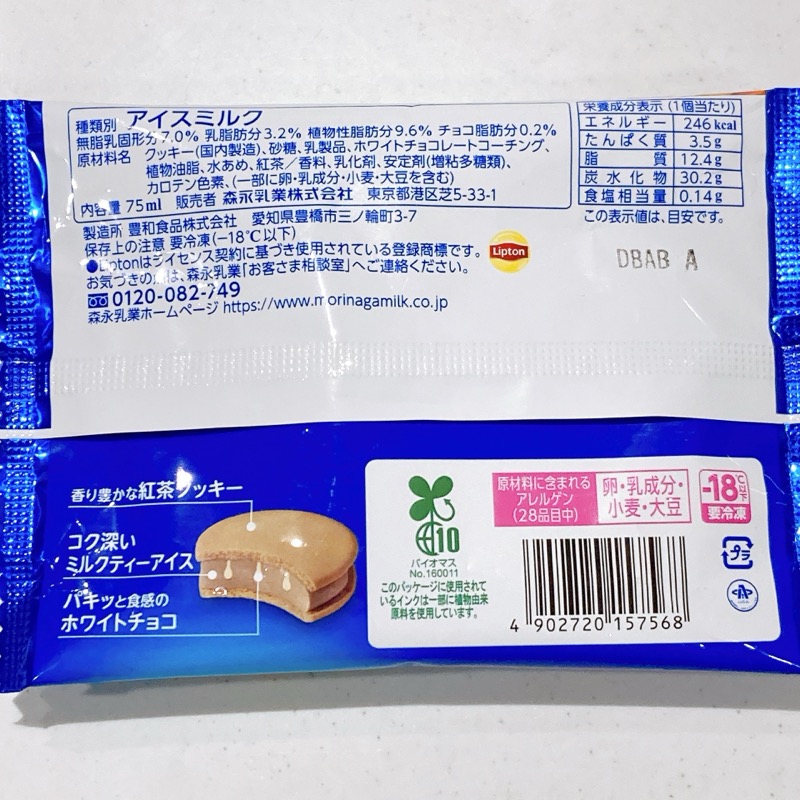 種類別 アイスミルク
無脂乳固形分7.0% 乳脂肪分3.2% 植物性脂肪分9.6% チョコ脂肪分0.2%
原材料名 クッキー(国内製造)、砂糖、乳製品、ホワイトチョコレートコーチング、
植物油脂、水あめ、紅茶／香料、乳化剤、安定剤(増粘多糖類)、
カロテン色素、(一部に卵・乳成分・小麦・大豆を含む)
内容量 75ml 販売者 森永乳業株式会社 東京都港区芝5-33-1
製造所 豊和食品株式会社 愛知県豊橋市三ノ輪町3-7
保存上の注意 要冷凍(-18℃以下)
●Liptonはライセンス契約に基づき使用されている登録商標です。
お気づきの点は、森永乳業「お客さま相談室」へご連絡ください。
0120-082-749
森永乳業ホームページ https://www.morinagamilk.co.jp
Lipton
栄養成分表示 (1個当たり)
エネルギー 246kcal
たんぱく質 3.5g
脂質 12.4g
炭水化物 30.2g
食塩相当量 0.14g
この表示値は、目安です。
DBAB A
香り豊かな紅茶クッキー
コク深い
ミルクティーアイス
パキッと食感の
ホワイトチョコ
10
バイオマス
No.160011
このパッケージに使用されて
いるインクは一部に植物由来
原料を使用しています。
原材料に含まれる
アレルゲン
(28品目中)
卵・乳成分・
小麦・大豆
-18℃以下
要冷凍
プラ
4 902720 157568